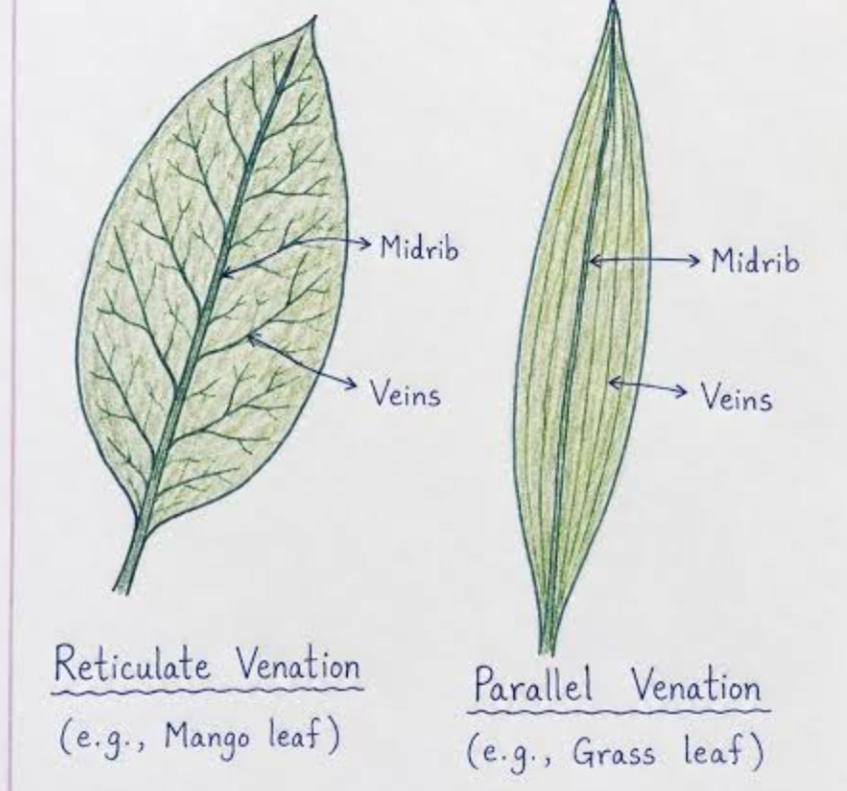 Midrib
Veins
Reticulate Venation
(e.g., Mango leaf)
Midrib
Veins
Parallel Venation
(e.g., Grass leaf)